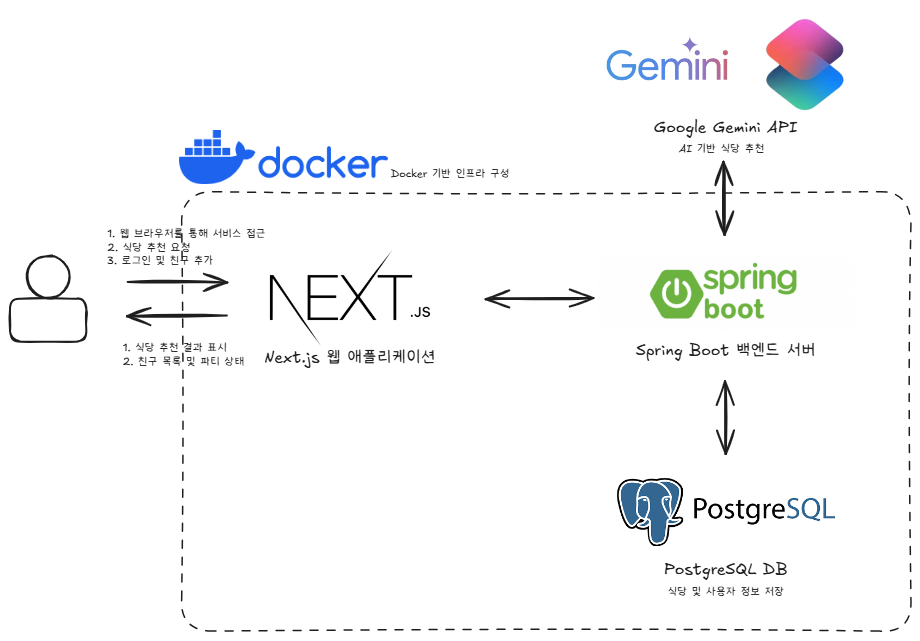 Gemini
Google Gemini API
AI 기반 식당 추천
docker
Docker 기반 인프라 구성
1. 웹 브라우저를 통해 서비스 접근
2. 식당 추천 요청
3. 로그인 및 친구 추가
NEXT.JS
Next.js 웹 애플리케이션
spring
boot
Spring Boot 백엔드 서버
1. 식당 추천 결과 표시
2. 친구 목록 및 파티 상태
PostgreSQL
PostgreSQL DB
식당 및 사용자 정보 저장